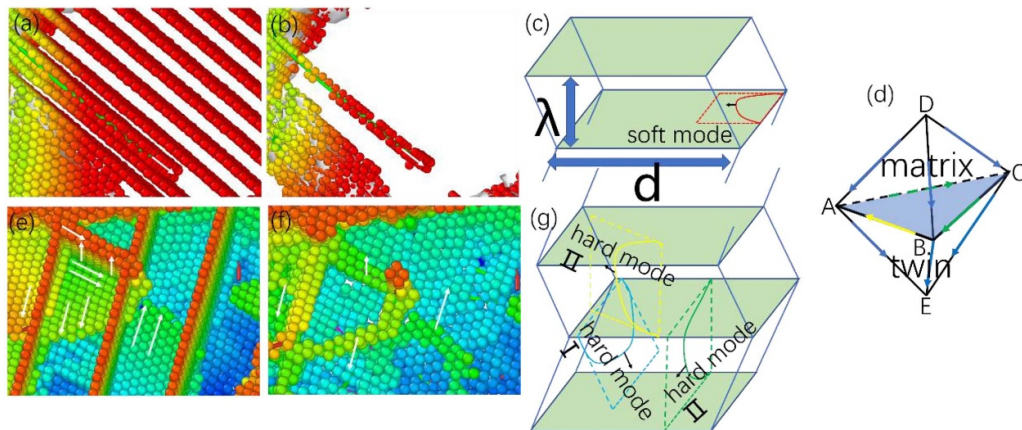 (a)
(b)
(c)
λ
soft mode
d
(d)
D
matrix
C
A
B
twin
E
(e)
(f)
(g)
hard mode
II
hard mode
I
hard mode
II